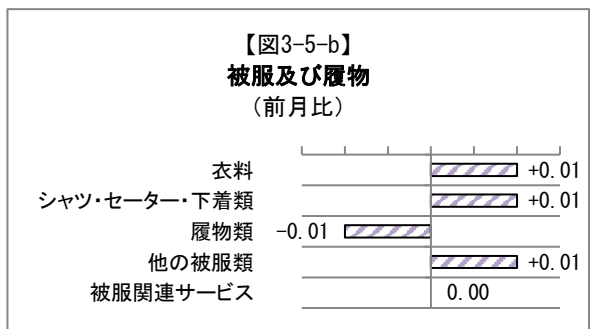 【図3-5-b】
被服及び履物
（前月比）
衣料 +0.01
シャツ・セーター・下着類 +0.01
履物類 -0.01
他の被服類 +0.01
被服関連サービス 0.00